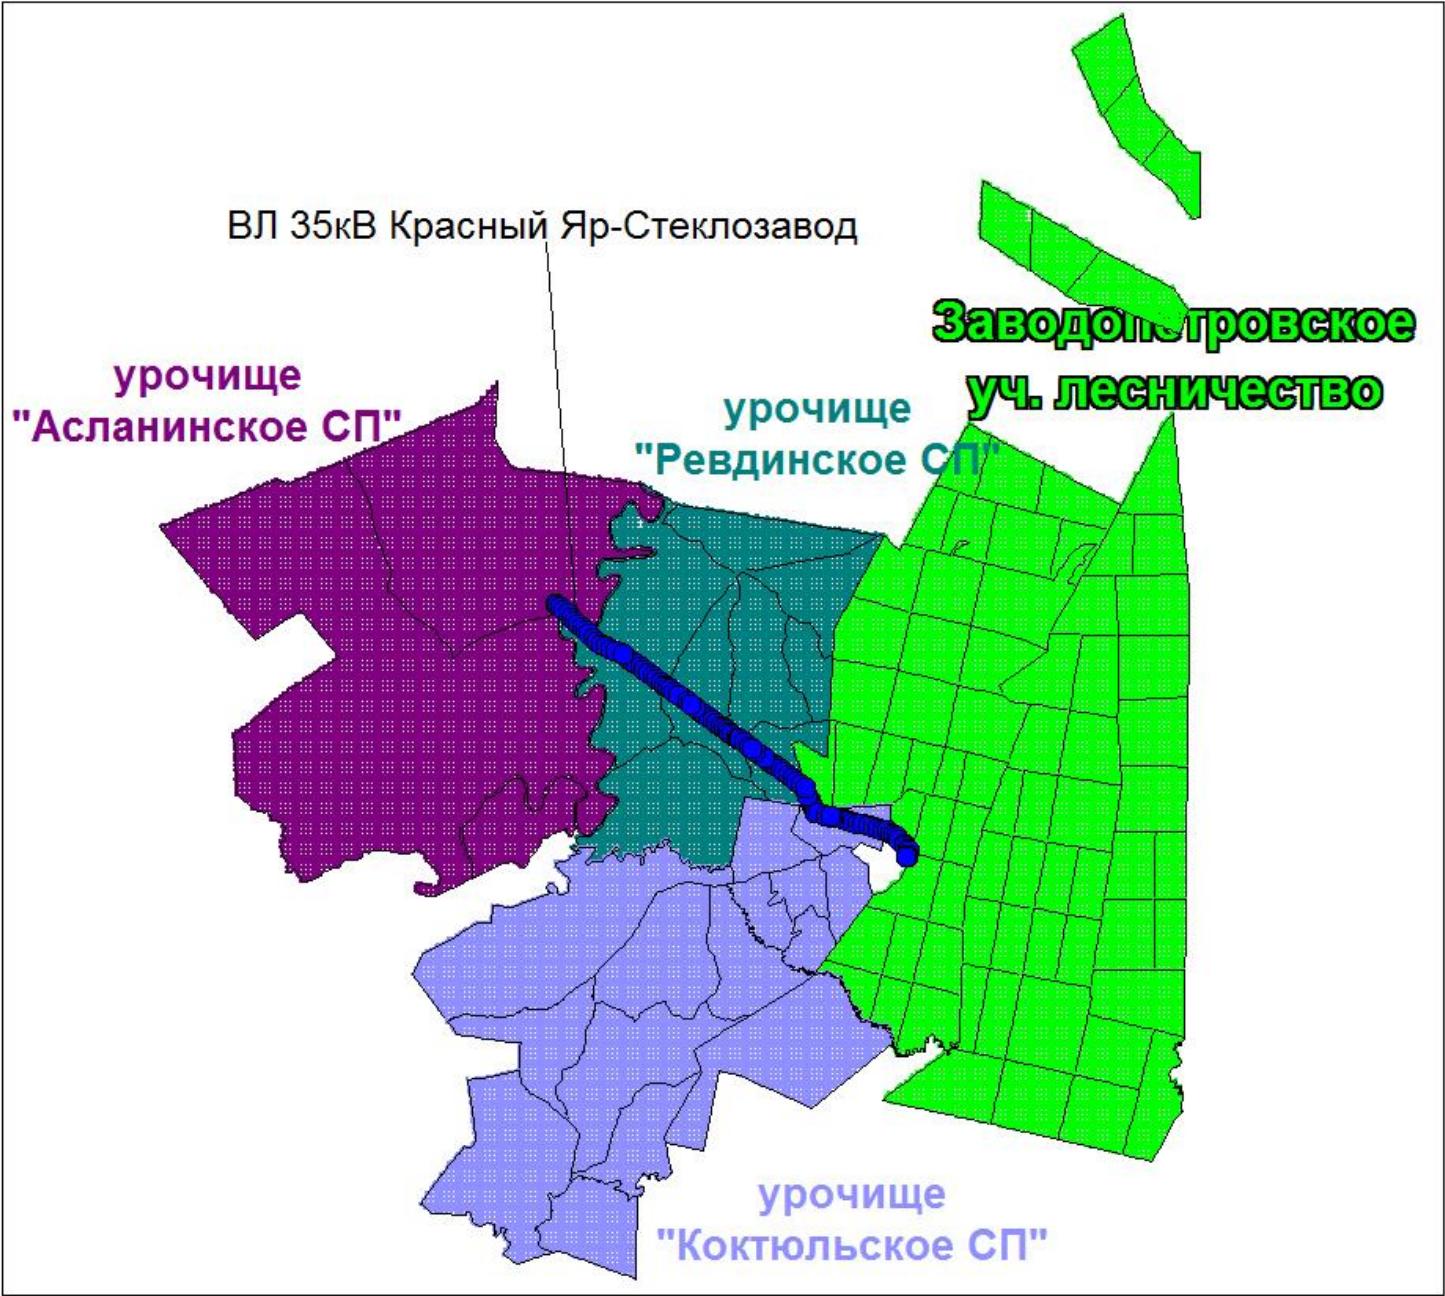 ВЛ 35кВ Красный Яр-Стеклозавод
Заводопетровское
уч. лесничество
урочище
"Асланинское СП"
урочище
"Ревдинское СП"
урочище
"Коктюльское СП"